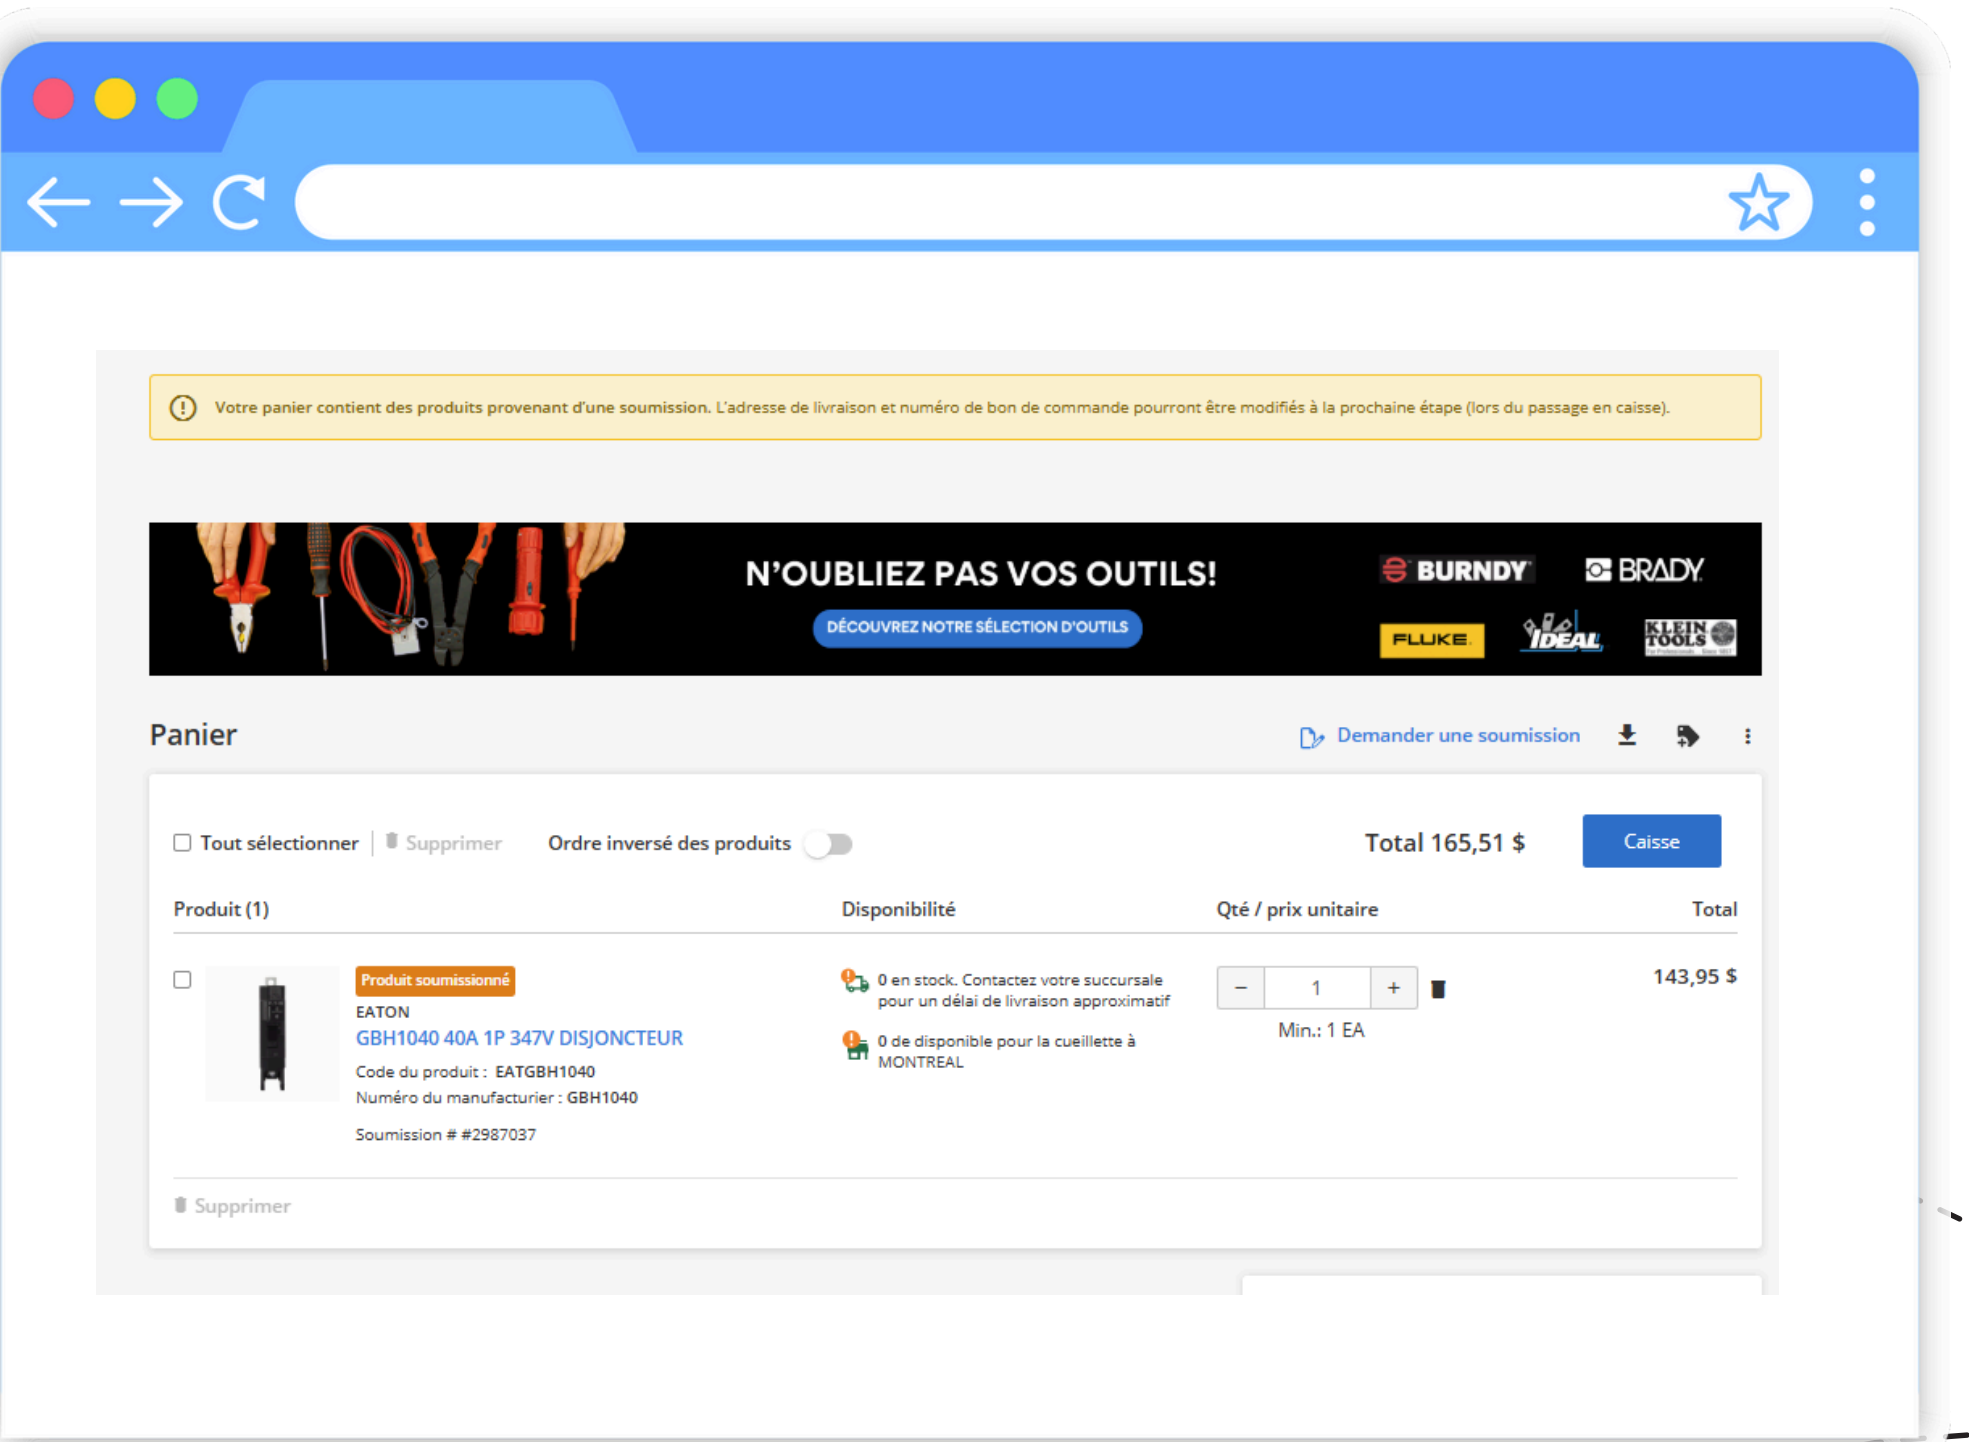 Votre panier contient des produits provenant d'une soumission. L'adresse de livraison et numéro de bon de commande pourront être modifiés à la prochaine étape (lors du passage en caisse).
N'OUBLIEZ PAS VOS OUTILS!
DÉCOUVREZ NOTRE SÉLECTION D'OUTILS
BURNDY
BRADY
FLUKE
IDEAL
KLEIN TOOLS
Panier
Demander une soumission
Tout sélectionner
Supprimer
Ordre inversé des produits
Total 165,51 $
Caisse
Produit (1)
Disponibilité
Qté / prix unitaire
Total
Produit soumissionné
EATON
GBH1040 40A 1P 347V DISJONCTEUR
Code du produit : EATGBH1040
Numéro du manufacturier : GBH1040
Soumission # #2987037
0 en stock. Contactez votre succursale
pour un délai de livraison approximatif
0 de disponible pour la cueillette à
MONTREAL
− 1 +
Min.: 1 EA
143,95 $
Supprimer